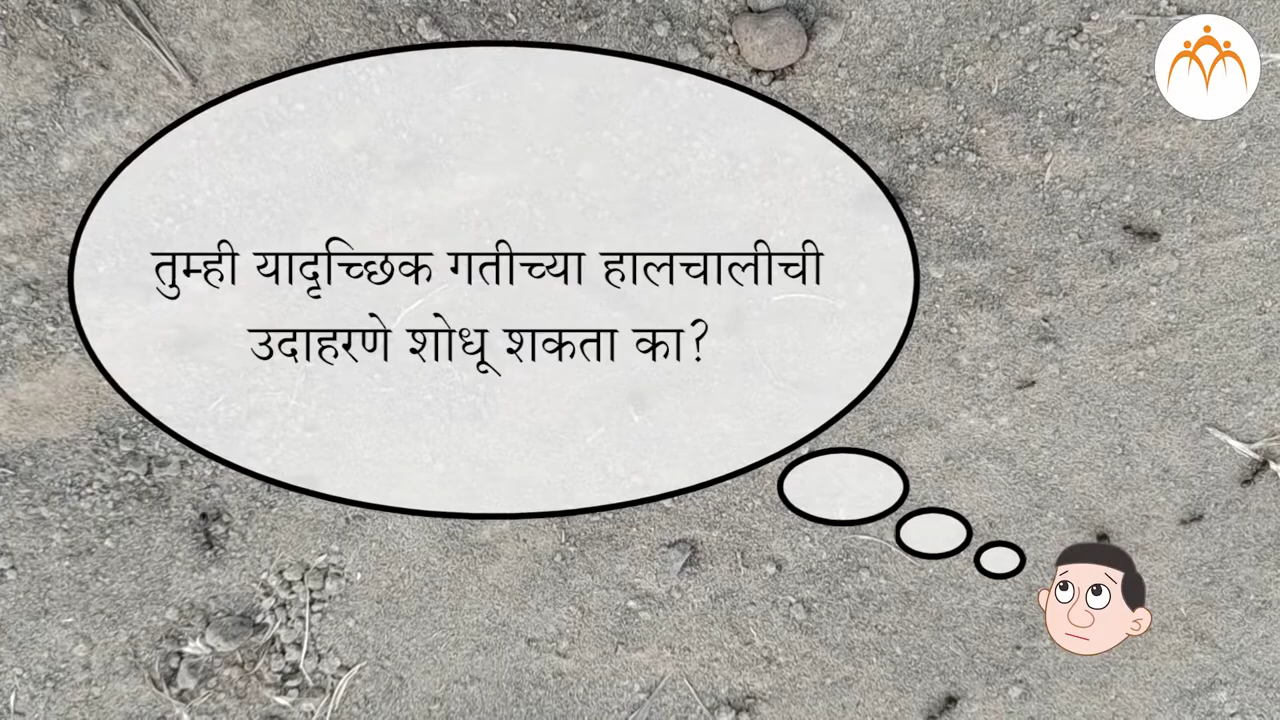 तुम्ही यादृच्छिक गतीच्या हालचालीची
उदाहरणे शोधू शकता का?